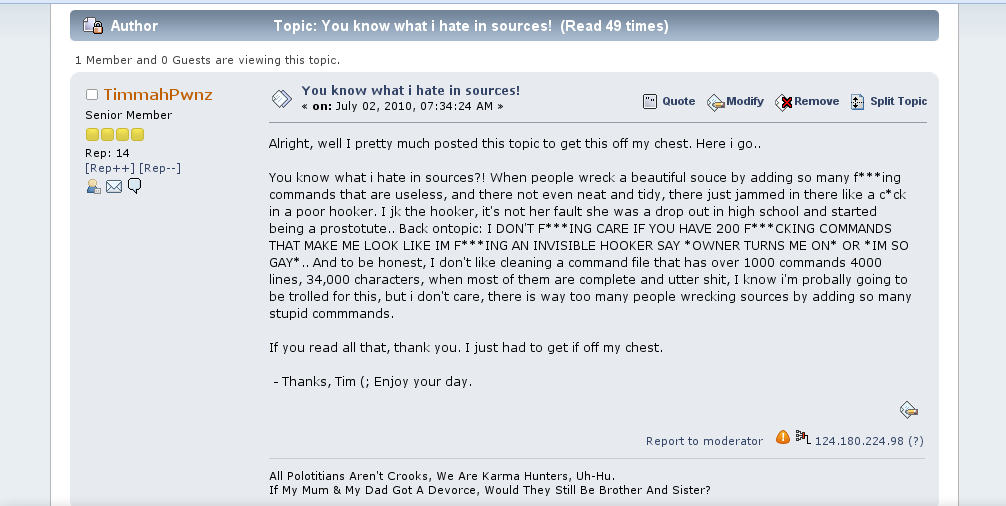 Author Topic: You know what i hate in sources! (Read 49 times)
1 Member and 0 Guests are viewing this topic.
TimmahPwnz
Senior Member
Rep: 14
[Rep++] [Rep--]
You know what i hate in sources!
« on: July 02, 2010, 07:34:24 AM »
Quote Modify Remove Split Topic
Alright, well I pretty much posted this topic to get this off my chest. Here i go..
You know what i hate in sources?! When people wreck a beautiful souce by adding so many f***ing
commands that are useless, and there not even neat and tidy, there just jammed in there like a c*ck
in a poor hooker. I jk the hooker, it's not her fault she was a drop out in high school and started
being a prostotute.. Back ontopic: I DON'T F***ING CARE IF YOU HAVE 200 F***CKING COMMANDS
THAT MAKE ME LOOK LIKE IM F***ING AN INVISIBLE HOOKER SAY *OWNER TURNS ME ON* OR *IM SO
GAY*.. And to be honest, I don't like cleaning a command file that has over 1000 commands 4000
lines, 34,000 characters, when most of them are complete and utter shit, I know i'm probally going to
be trolled for this, but i don't care, there is way too many people wrecking sources by adding so many
stupid commmands.
If you read all that, thank you. I just had to get if off my chest.
- Thanks, Tim (; Enjoy your day.
Report to moderator 124.180.224.98 (?)
All Polotitians Aren't Crooks, We Are Karma Hunters, Uh-Hu.
If My Mum & My Dad Got A Devorce, Would They Still Be Brother And Sister?